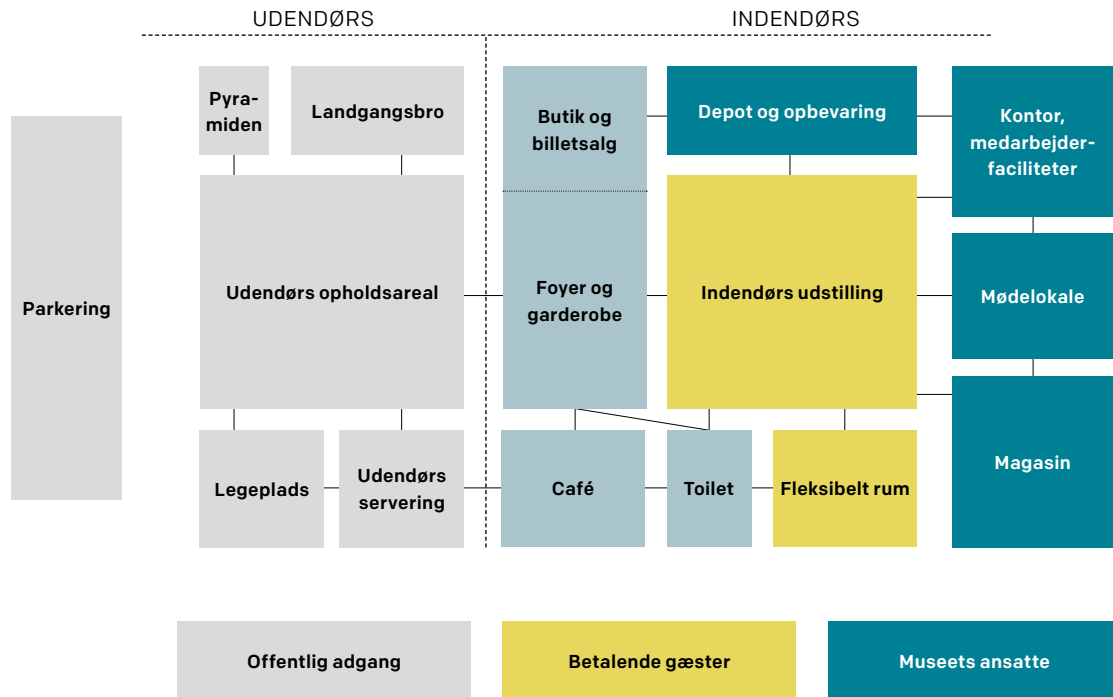 UDENDØRS
INDENDØRS
Pyra-
miden
Landgangsbro
Butik og
billetsalg
Depot og opbevaring
Kontor,
medarbejder-
faciliteter
Parkering
Udendørs opholdsareal
Foyer og
garderobe
Indendørs udstilling
Mødelokale
Legeplads
Udendørs
servering
Café
Toilet
Fleksibelt rum
Magasin
Offentlig adgang
Betalende gæster
Museets ansatte